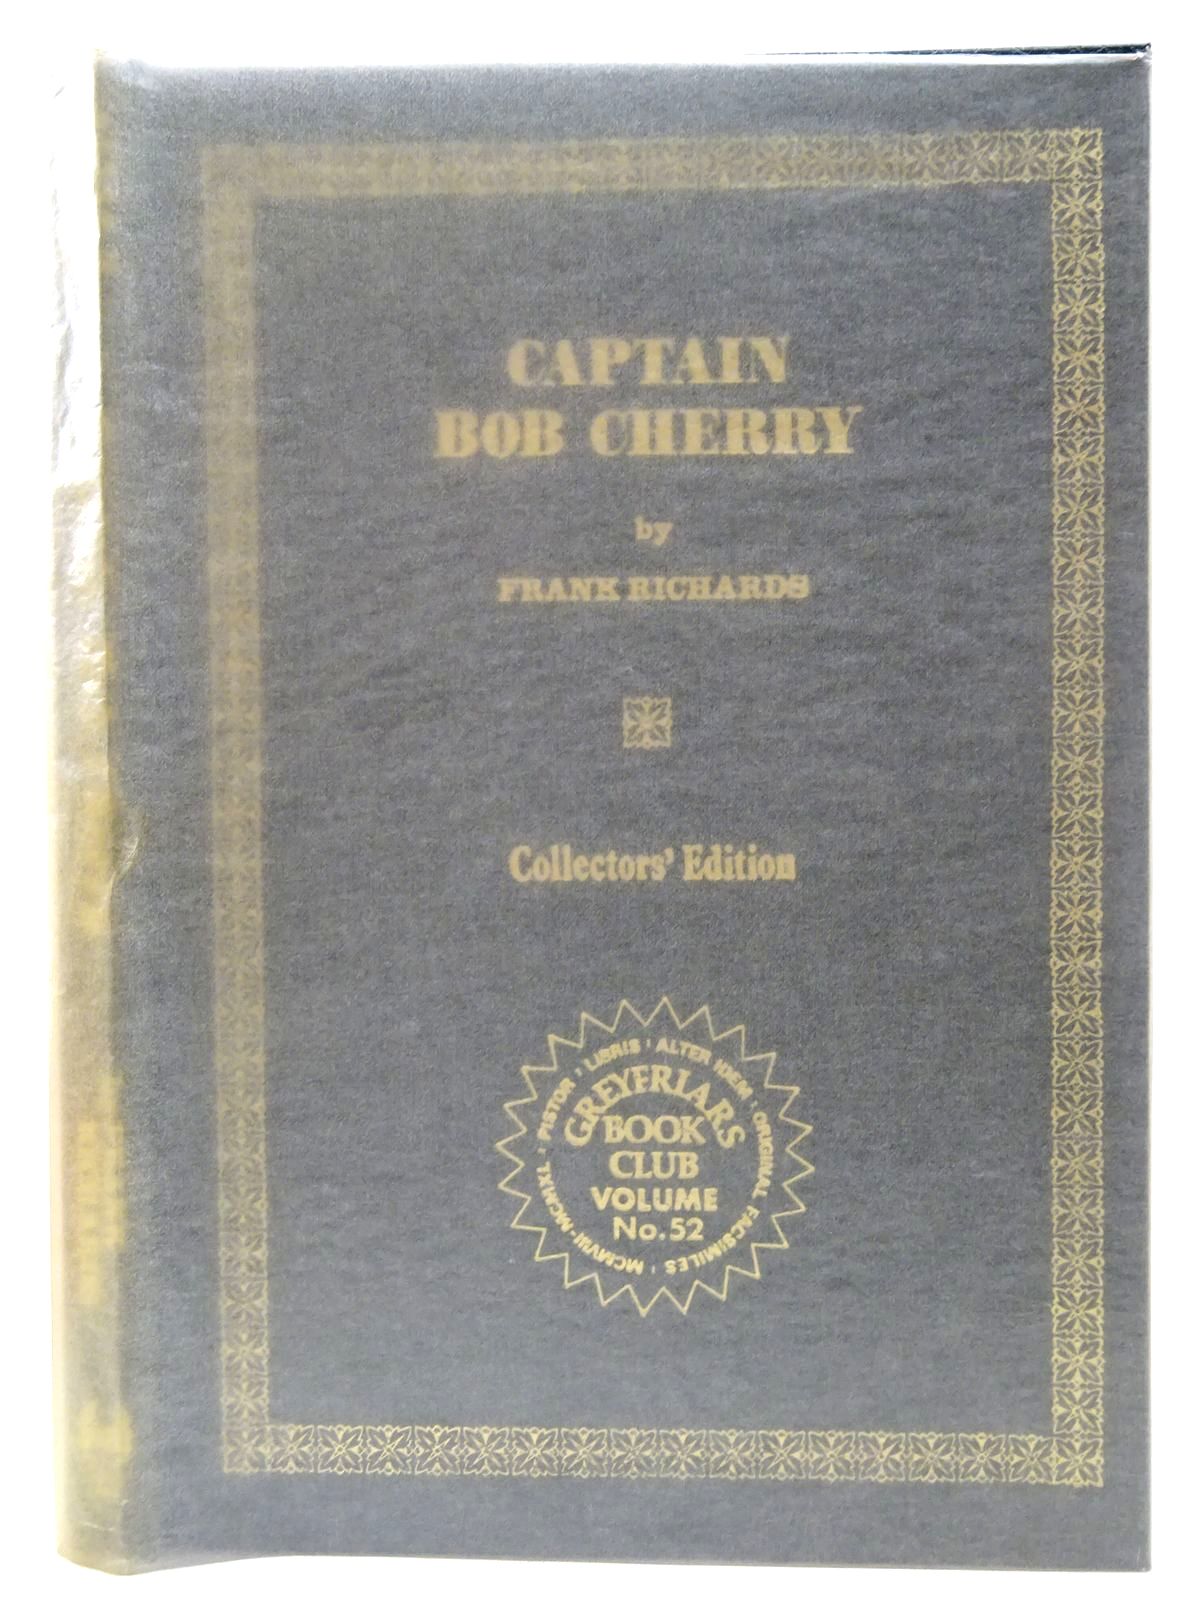 CAPTAIN
BOB CHERRY
by
FRANK RICHARDS
Collectors' Edition
PISTOR · LIBRIS · ALTER IDEM · ORIGINAL FACSIMILES · MCMVIII-MCMXL ·
GREYFRIARS
BOOK
CLUB
VOLUME
No.52